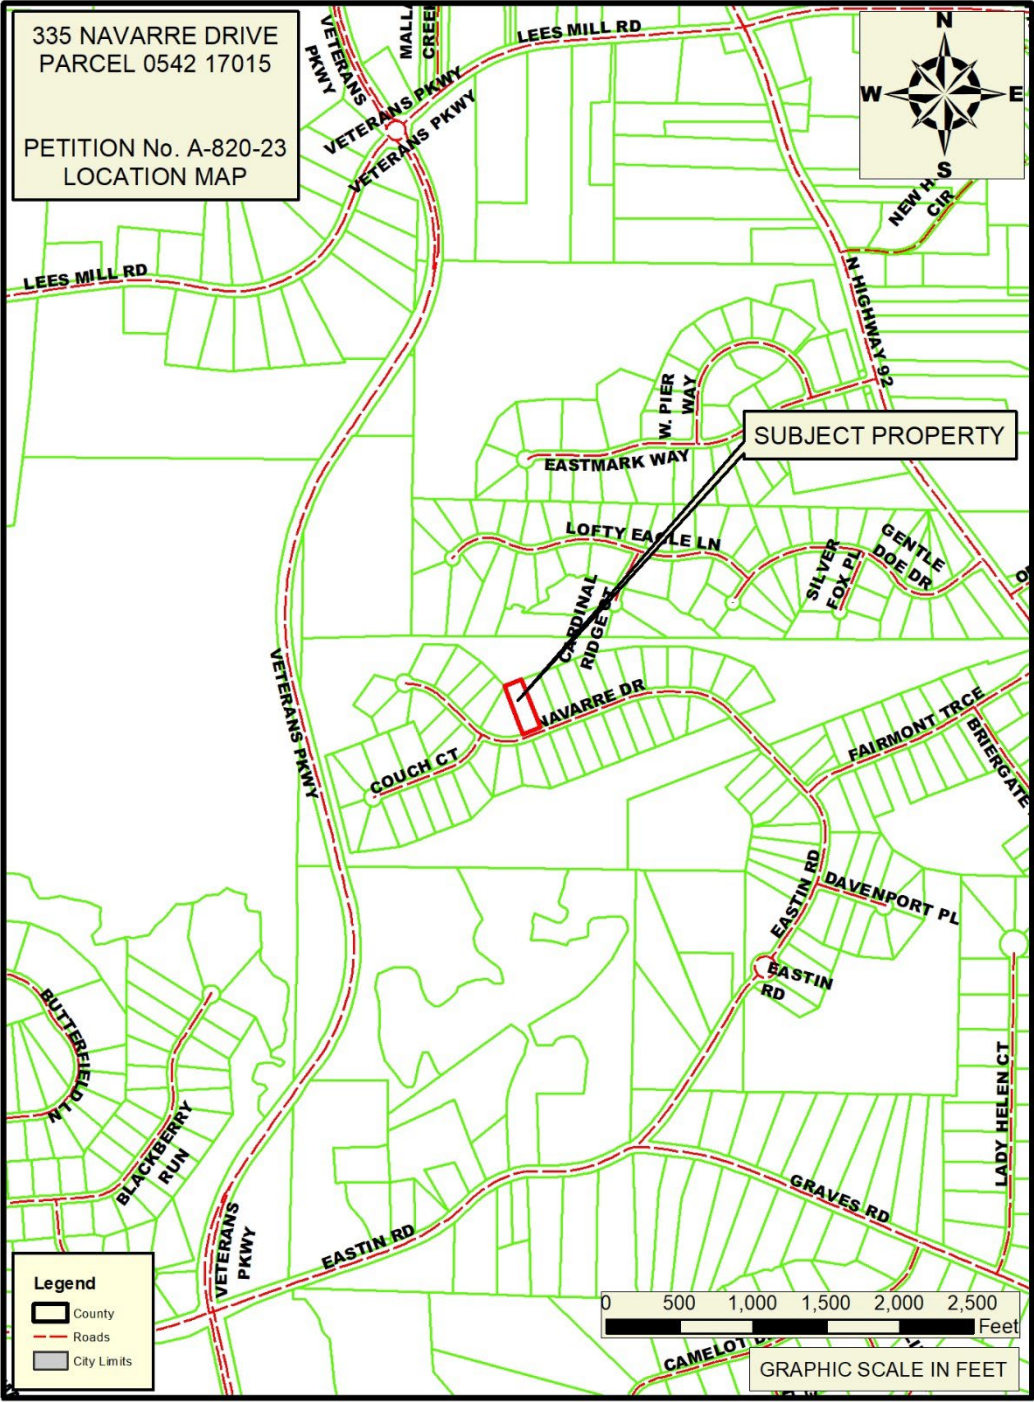 335 NAVARRE DRIVE
PARCEL 0542 17015
PETITION No. A-820-23
LOCATION MAP
VETERANS
PKWY
CREEK
LEES MILL RD
N
W
E
S
VETERANS PKWY
VETERANS PKWY
CIR
LEES MILL RD
N HIGHWAY 92
W. PIER
WAY
SUBJECT PROPERTY
EASTMARK WAY
LOFTY EAGLE LN
SILVER
FOX PL
GENTLE
DOE DR
CARDINAL
RIDGE CT
VETERANS PKWY
NAVARRE DR
COUCH CT
FAIRMONT TRCE
BRIERGATE
EASTIN RD
DAVENPORT PL
EASTIN
RD
BUTTERFIELD LN
BLACKBERRY
RUN
LADY HELEN CT
GRAVES RD
VETERANS
PKWY
EASTIN RD
Legend
County
Roads
City Limits
0 500 1,000 1,500 2,000 2,500
Feet
CAMELOT
GRAPHIC SCALE IN FEET